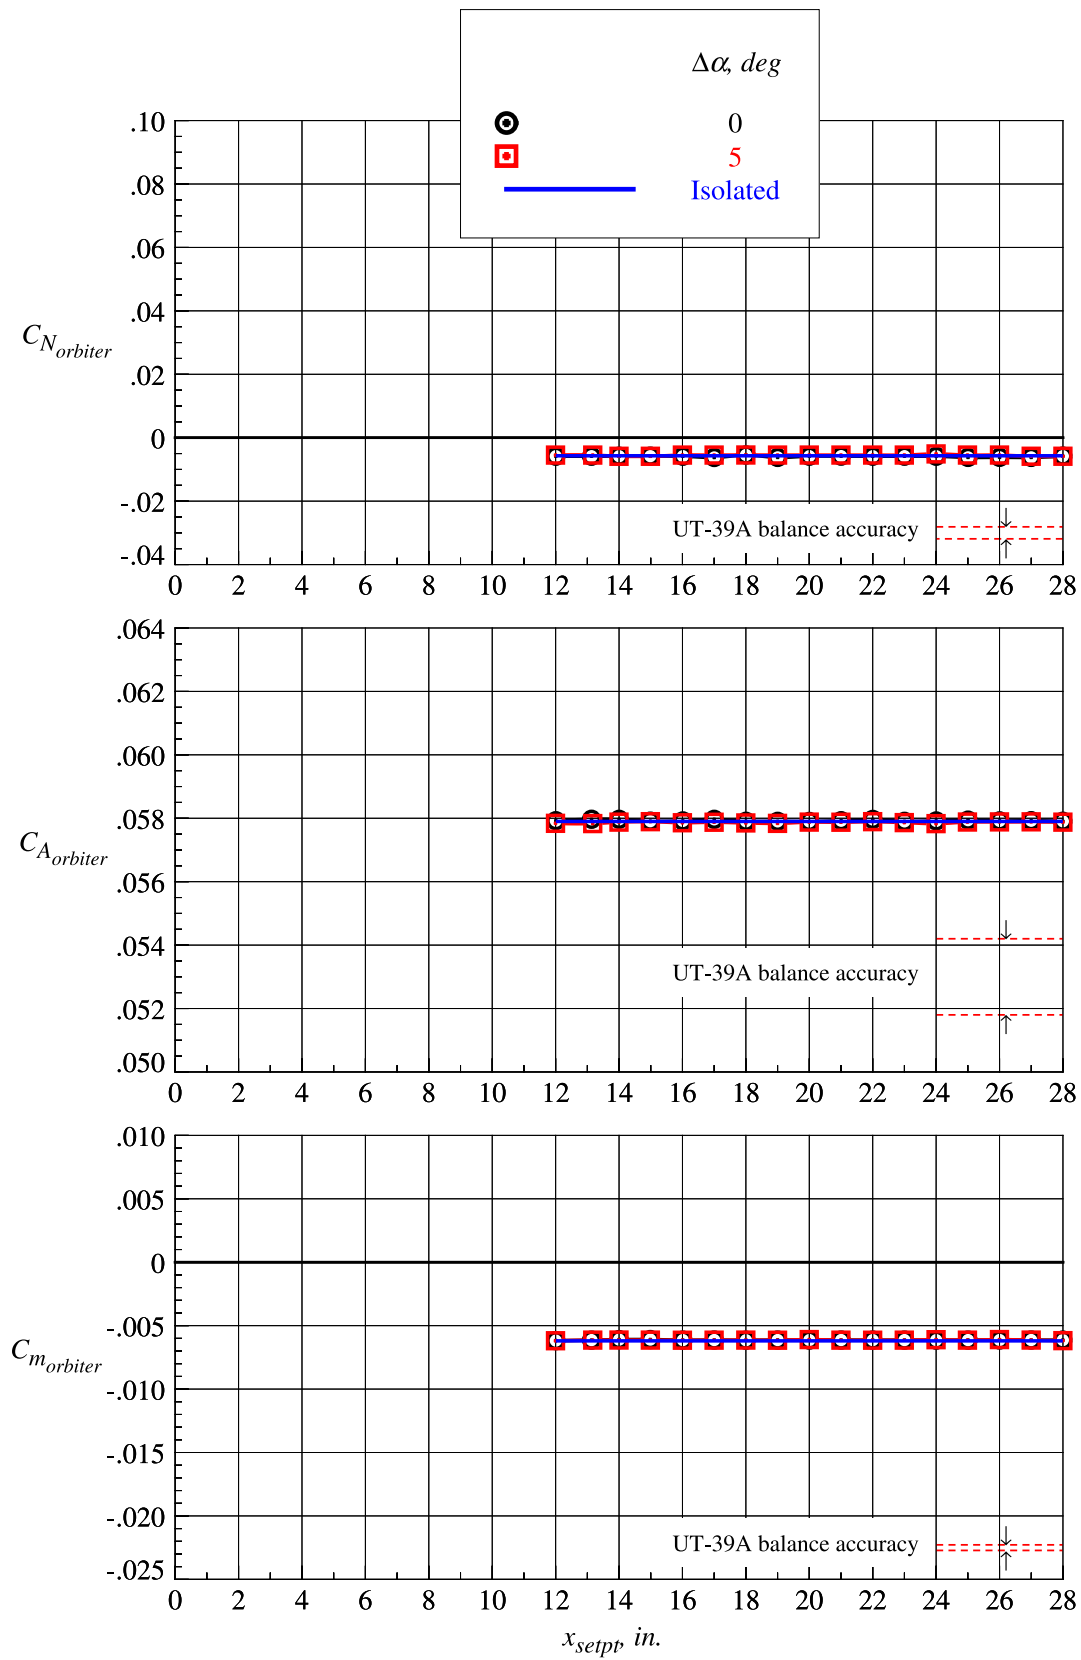 Δα, deg
0
5
Isolated
.10
.08
.06
.04
.02
0
-.02
-.04
C_N_orbiter
UT-39A balance accuracy
0 2 4 6 8 10 12 14 16 18 20 22 24 26 28
.064
.062
.060
.058
.056
.054
.052
.050
C_A_orbiter
UT-39A balance accuracy
0 2 4 6 8 10 12 14 16 18 20 22 24 26 28
.010
.005
0
-.005
-.010
-.015
-.020
-.025
C_m_orbiter
UT-39A balance accuracy
0 2 4 6 8 10 12 14 16 18 20 22 24 26 28
x_setpt, in.